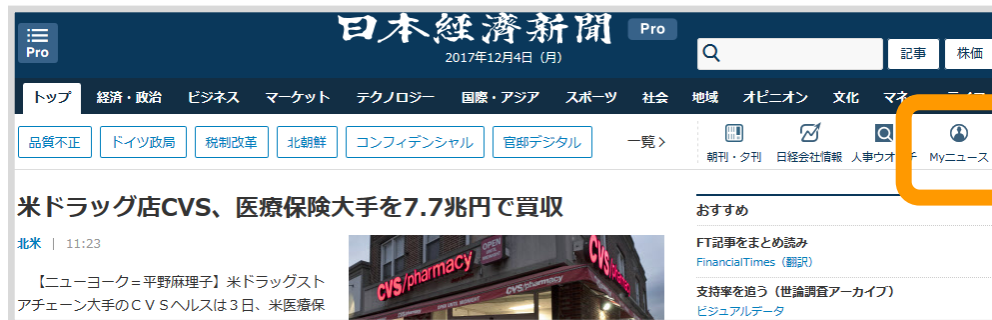 Pro
日本経済新聞 Pro
2017年12月4日（月）
記事 株価
トップ 経済・政治 ビジネス マーケット テクノロジー 国際・アジア スポーツ 社会 地域 オピニオン 文化 マネー
品質不正 ドイツ政局 税制改革 北朝鮮 コンフィデンシャル 官邸デジタル 一覧 >
朝刊・夕刊 日経会社情報 人事ウオッチ Myニュース
米ドラッグ店CVS、医療保険大手を7.7兆円で買収
北米 | 11:23
【ニューヨーク＝平野麻理子】米ドラッグスト
アチェーン大手のＣＶＳヘルスは３日、米医療保
CVS/pharmacy
OPEN
CVS
CVS/pharmacy
おすすめ
FT記事をまとめ読み
FinancialTimes（翻訳）
支持率を追う（世論調査アーカイブ）
ビジュアルデータ